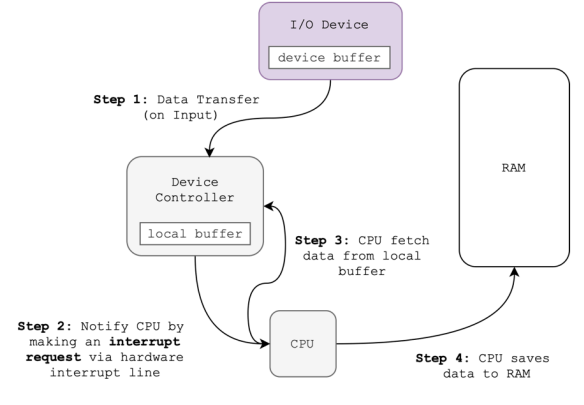 I/O Device
device buffer
Step 1: Data Transfer
(on Input)
Device
Controller
local buffer
RAM
Step 3: CPU fetch
data from local
buffer
Step 2: Notify CPU by
making an interrupt
request via hardware
interrupt line
CPU
Step 4: CPU saves
data to RAM